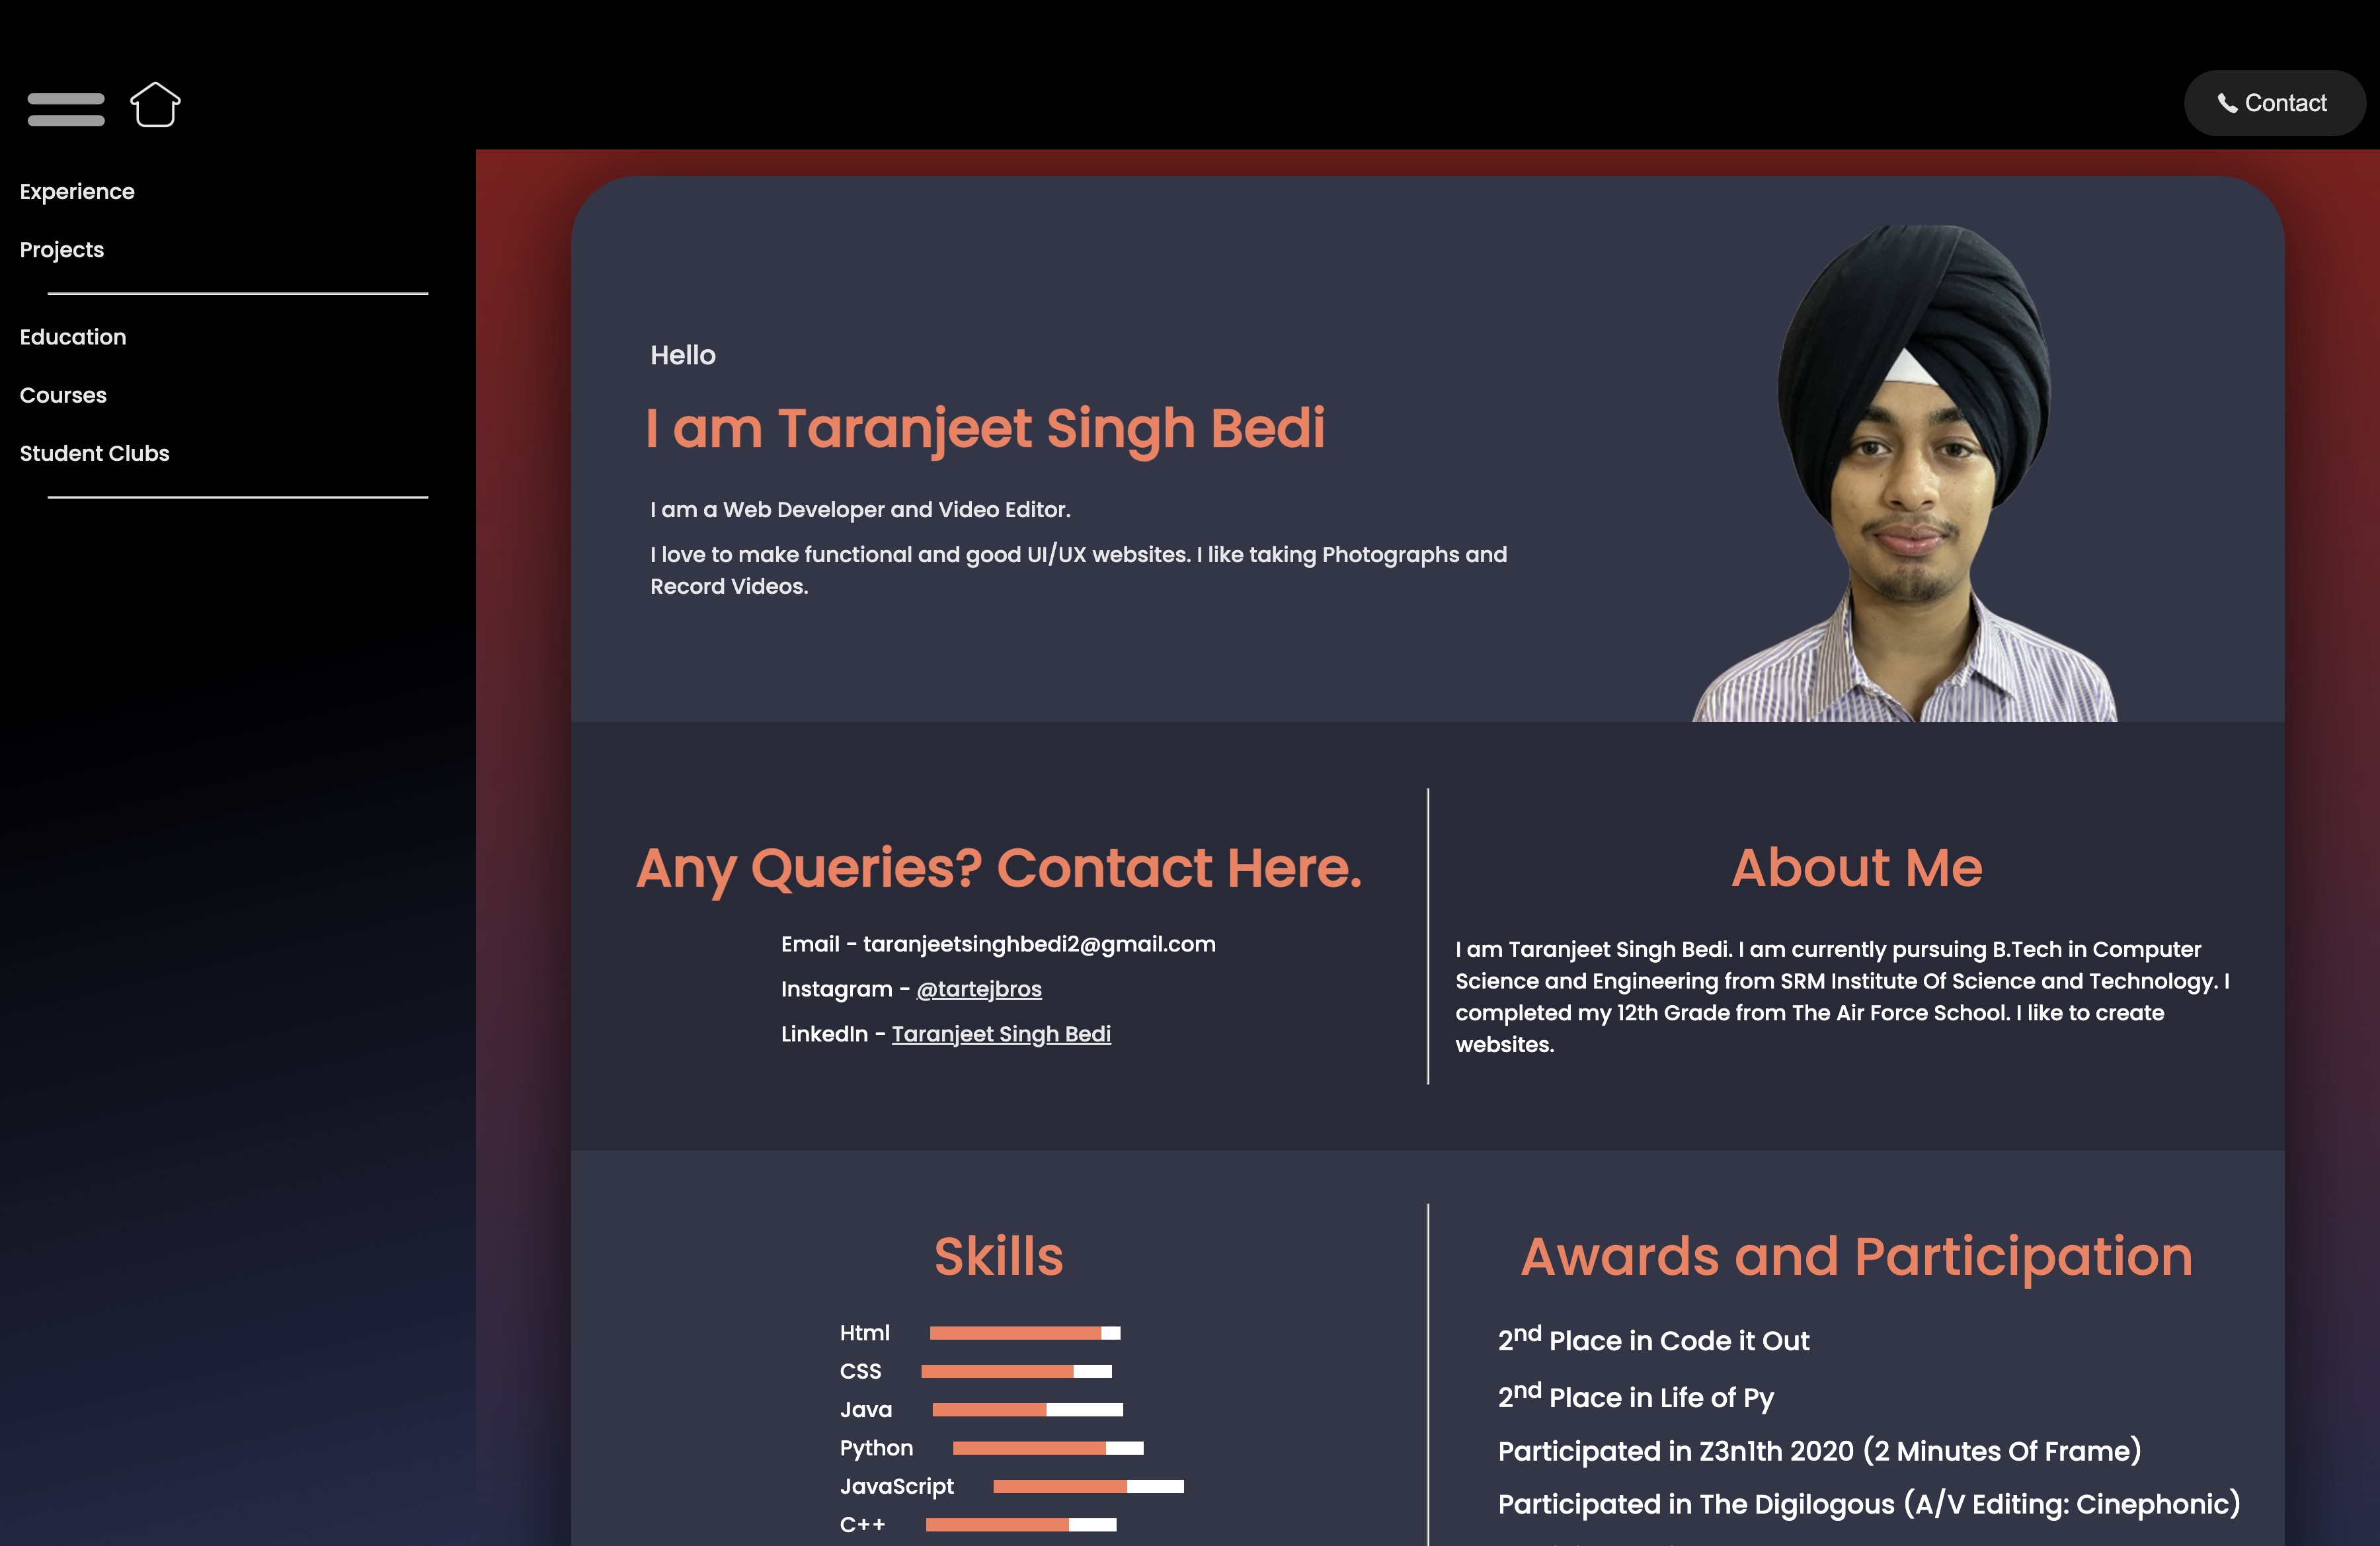 Contact
Experience
Projects
Education
Courses
Student Clubs
Hello
I am Taranjeet Singh Bedi
I am a Web Developer and Video Editor.
I love to make functional and good UI/UX websites. I like taking Photographs and
Record Videos.
Any Queries? Contact Here.
Email - taranjeetsinghbedi2@gmail.com
Instagram - @tartejbros
LinkedIn - Taranjeet Singh Bedi
About Me
I am Taranjeet Singh Bedi. I am currently pursuing B.Tech in Computer
Science and Engineering from SRM Institute Of Science and Technology. I
completed my 12th Grade from The Air Force School. I like to create
websites.
Skills
Html
CSS
Java
Python
JavaScript
C++
Awards and Participation
2nd Place in Code it Out
2nd Place in Life of Py
Participated in Z3n1th 2020 (2 Minutes Of Frame)
Participated in The Digilogous (A/V Editing: Cinephonic)